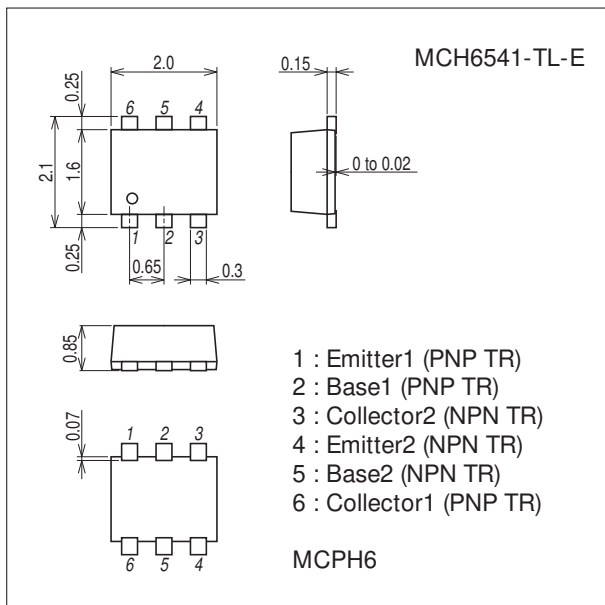 MCH6541-TL-E
2.0
0.15
0.25
6 5 4
2.1
1.6
0 to 0.02
1 2 3
0.25
0.65
0.3
0.85
1 : Emitter1 (PNP TR)
2 : Base1 (PNP TR)
3 : Collector2 (NPN TR)
4 : Emitter2 (NPN TR)
5 : Base2 (NPN TR)
6 : Collector1 (PNP TR)
0.07
1 2 3
6 5 4
MCPH6